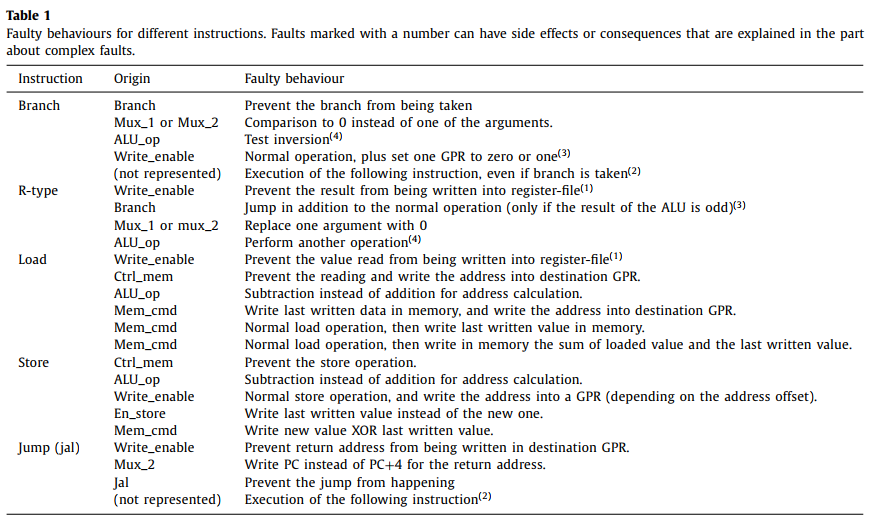 Table 1
Faulty behaviours for different instructions. Faults marked with a number can have side effects or consequences that are explained in the part
about complex faults.
Instruction Origin Faulty behaviour
Branch Branch Prevent the branch from being taken
Mux_1 or Mux_2 Comparison to 0 instead of one of the arguments.
ALU_op Test inversion(4)
Write_enable Normal operation, plus set one GPR to zero or one(3)
(not represented) Execution of the following instruction, even if branch is taken(2)
R-type Write_enable Prevent the result from being written into register-file(1)
Branch Jump in addition to the normal operation (only if the result of the ALU is odd)(3)
Mux_1 or mux_2 Replace one argument with 0
ALU_op Perform another operation(4)
Load Write_enable Prevent the value read from being written into register-file(1)
Ctrl_mem Prevent the reading and write the address into destination GPR.
ALU_op Subtraction instead of addition for address calculation.
Mem_cmd Write last written data in memory, and write the address into destination GPR.
Mem_cmd Normal load operation, then write last written value in memory.
Mem_cmd Normal load operation, then write in memory the sum of loaded value and the last written value.
Store Ctrl_mem Prevent the store operation.
ALU_op Subtraction instead of addition for address calculation.
Write_enable Normal store operation, and write the address into a GPR (depending on the address offset).
En_store Write last written value instead of the new one.
Mem_cmd Write new value XOR last written value.
Jump (jal) Write_enable Prevent return address from being written in destination GPR.
Mux_2 Write PC instead of PC+4 for the return address.
Jal Prevent the jump from happening
(not represented) Execution of the following instruction(2)